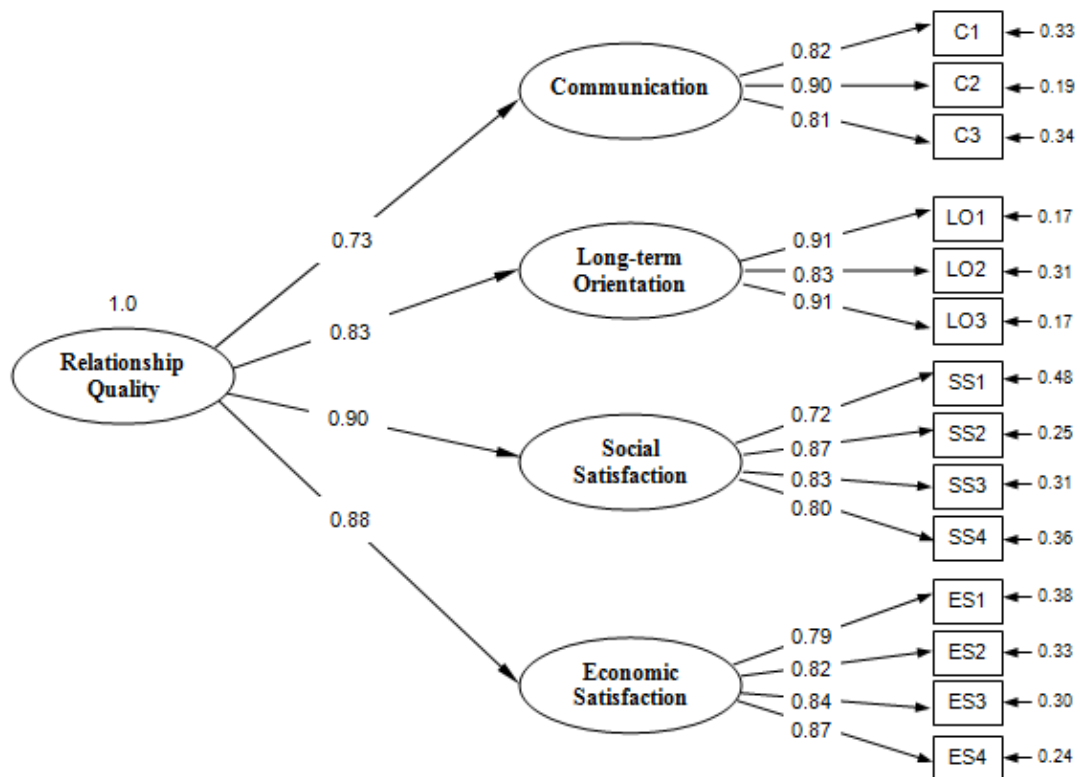 1.0
Relationship
Quality
0.73
0.83
0.90
0.88
Communication
0.82
0.90
0.81
C1
0.33
C2
0.19
C3
0.34
Long-term
Orientation
0.91
0.83
0.91
LO1
0.17
LO2
0.31
LO3
0.17
Social
Satisfaction
0.72
0.87
0.83
0.80
SS1
0.48
SS2
0.25
SS3
0.31
SS4
0.36
Economic
Satisfaction
0.79
0.82
0.84
0.87
ES1
0.38
ES2
0.33
ES3
0.30
ES4
0.24